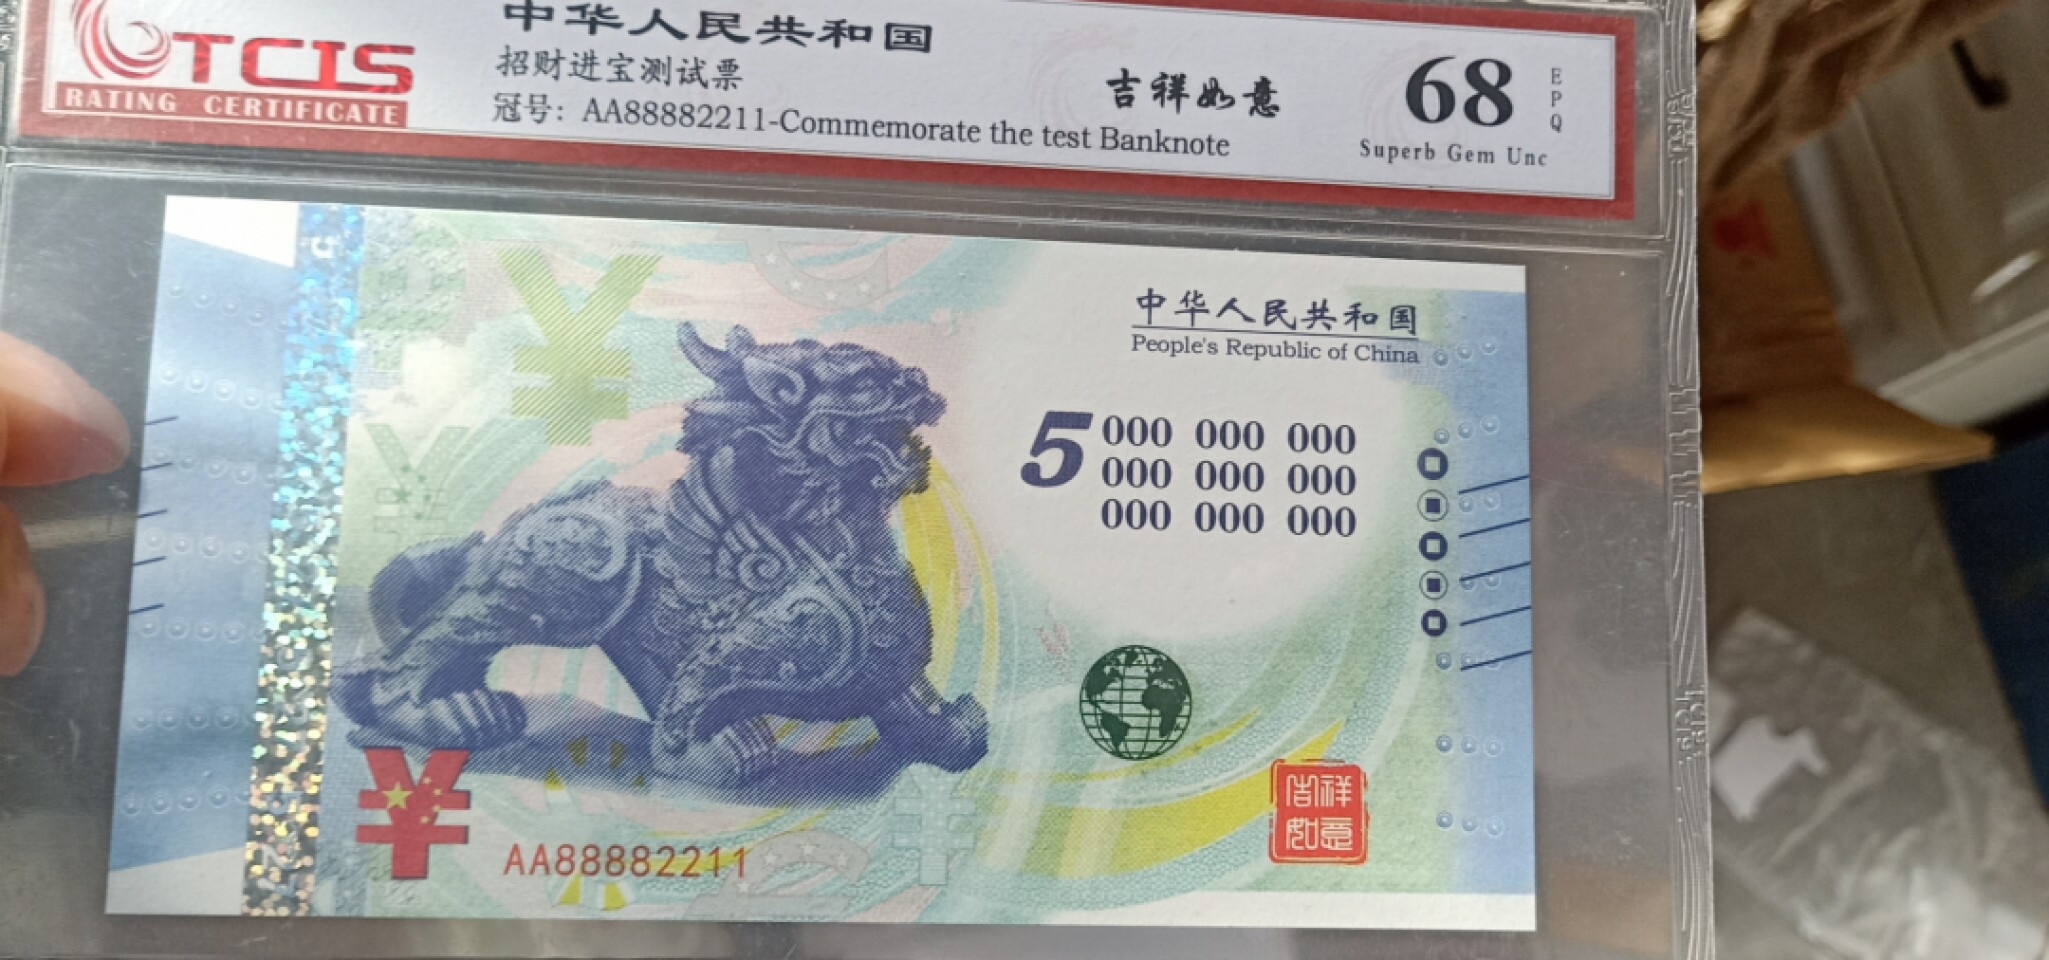 TCIS
RATING CERTIFICATE
中华人民共和国
招财进宝测试票
冠号：AA88882211-Commemorate the test Banknote
吉祥如意
68
EPQ
Superb Gem Unc
中华人民共和国
People's Republic of China
5 000 000 000
000 000 000
000 000 000
¥
¥
¥
AA88882211
¥
吉祥
如意